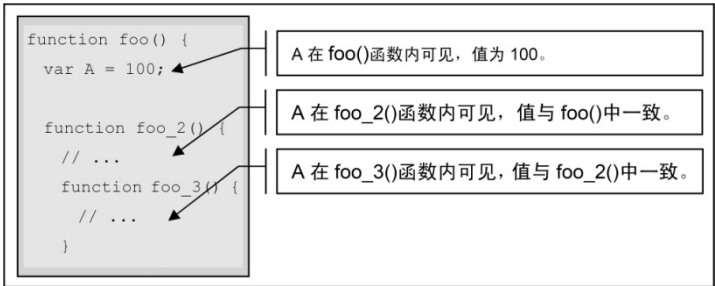 function foo() {
var A = 100;
function foo_2() {
// ...
function foo_3() {
// ...
}
A 在 foo()函数内可见，值为 100。
A 在 foo_2()函数内可见，值与 foo()中一致。
A 在 foo_3()函数内可见，值与 foo_2()中一致。